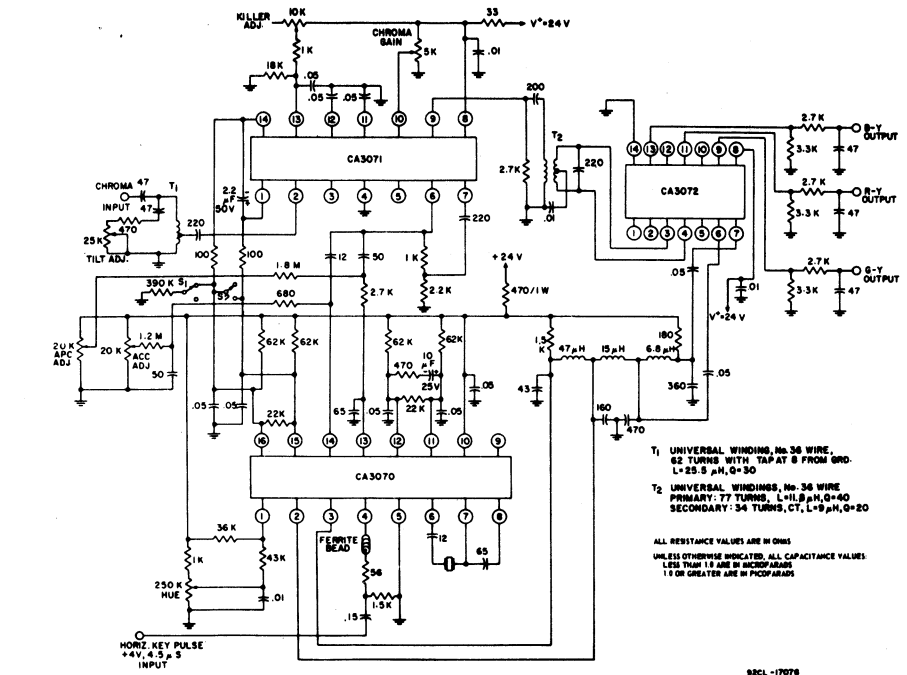 KILLER ADJ.
10K
33
V⁺=24V
CHROMA GAIN
5K
.01
1K
18K
.05
.05
.05
200
14 13 12 11 10 9 8
CA3071
1 2 3 4 5 6 7
T2
2.7K
220
.01
14 13 12 11 10 9 8
CA3072
1 2 3 4 5 6 7
2.7K
B-Y OUTPUT
3.3K
47
2.7K
R-Y OUTPUT
3.3K
47
2.7K
G-Y OUTPUT
3.3K
47
.01
V⁺=24V
.05
CHROMA INPUT
47
47
T1
470
25K
TILT ADJ.
220
2.2 µF 50V
100
100
390K
S1
1.8M
680
12
50
1K
220
2.7K
2.2K
+24V
470/1W
20K APC ADJ
20K ACC ADJ
1.2M
50
62K
62K
62K
62K
470
10 µF 25V
22K
.05
.05
22K
65
.05
.05
.05
1.5K
47µH
15µH
6.8µH
180
43
160
470
360
.05
16 15 14 13 12 11 10 9
CA3070
1 2 3 4 5 6 7 8
36K
1K
43K
250K HUE
.01
FERRITE BEAD
56
1.5K
.15
12
65
HORIZ. KEY PULSE
+4V, 4.5µS
INPUT
T1 UNIVERSAL WINDING, No. 36 WIRE,
62 TURNS WITH TAP AT 8 FROM GRD.
L=25.5 µH, Q=30
T2 UNIVERSAL WINDINGS, No. 36 WIRE
PRIMARY: 77 TURNS, L=11.8µH, Q=40
SECONDARY: 34 TURNS, CT, L=9µH, Q=20
ALL RESISTANCE VALUES ARE IN OHMS
UNLESS OTHERWISE INDICATED, ALL CAPACITANCE VALUES
LESS THAN 1.0 ARE IN MICROFARADS
1.0 OR GREATER ARE IN PICOFARADS
92CL-17076